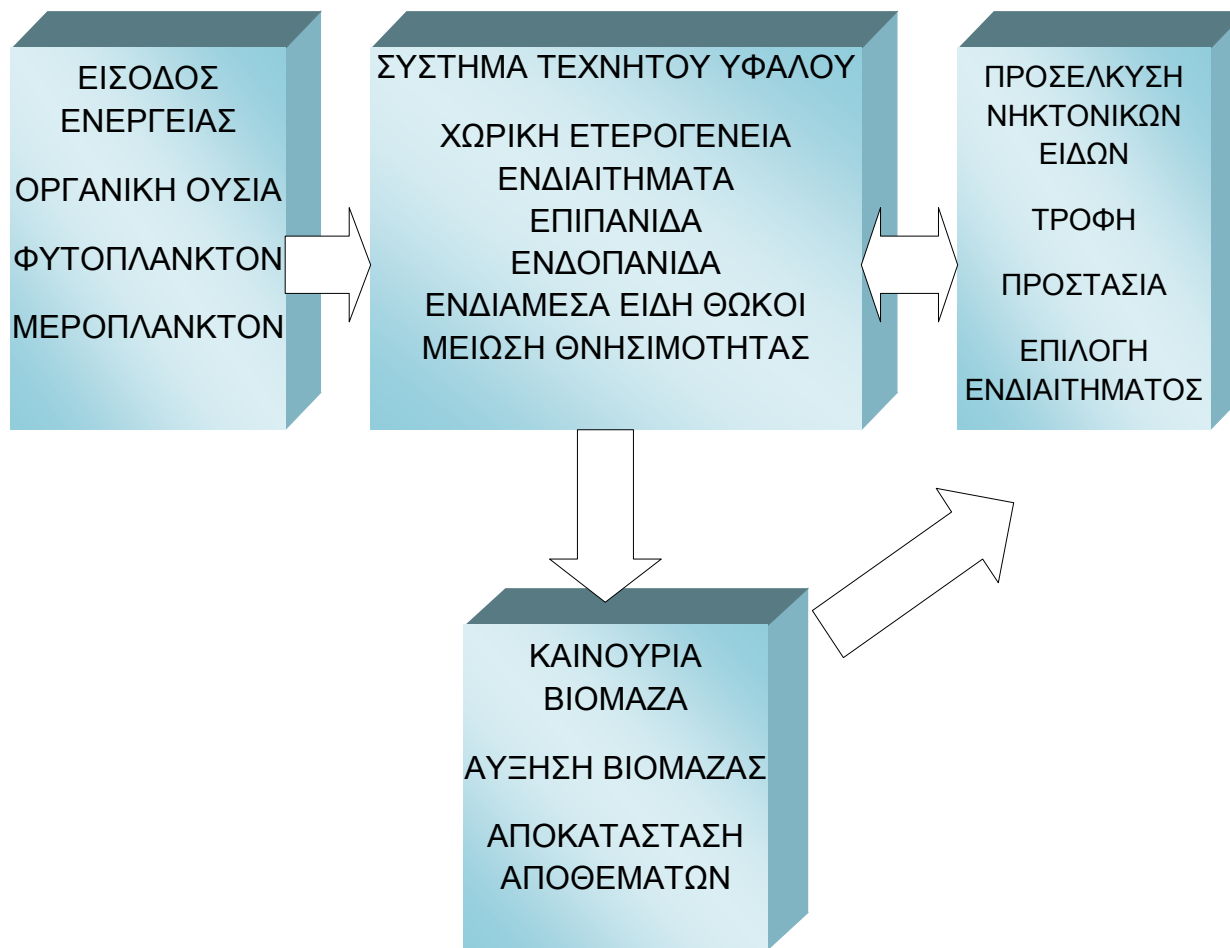 ΕΙΣΟΔΟΣ
ΕΝΕΡΓΕΙΑΣ
ΟΡΓΑΝΙΚΗ ΟΥΣΙΑ
ΦΥΤΟΠΛΑΝΚΤΟΝ
ΜΕΡΟΠΛΑΝΚΤΟΝ
ΣΥΣΤΗΜΑ ΤΕΧΝΗΤΟΥ ΥΦΑΛΟΥ
ΧΩΡΙΚΗ ΕΤΕΡΟΓΕΝΕΙΑ
ΕΝΔΙΑΙΤΗΜΑΤΑ
ΕΠΙΠΑΝΙΔΑ
ΕΝΔΟΠΑΝΙΔΑ
ΕΝΔΙΑΜΕΣΑ ΕΙΔΗ ΘΩΚΟΙ
ΜΕΙΩΣΗ ΘΝΗΣΙΜΟΤΗΤΑΣ
ΠΡΟΣΕΛΚΥΣΗ
ΝΗΚΤΟΝΙΚΩΝ
ΕΙΔΩΝ
ΤΡΟΦΗ
ΠΡΟΣΤΑΣΙΑ
ΕΠΙΛΟΓΗ
ΕΝΔΙΑΙΤΗΜΑΤΟΣ
ΚΑΙΝΟΥΡΙΑ
ΒΙΟΜΑΖΑ
ΑΥΞΗΣΗ ΒΙΟΜΑΖΑΣ
ΑΠΟΚΑΤΑΣΤΑΣΗ
ΑΠΟΘΕΜΑΤΩΝ